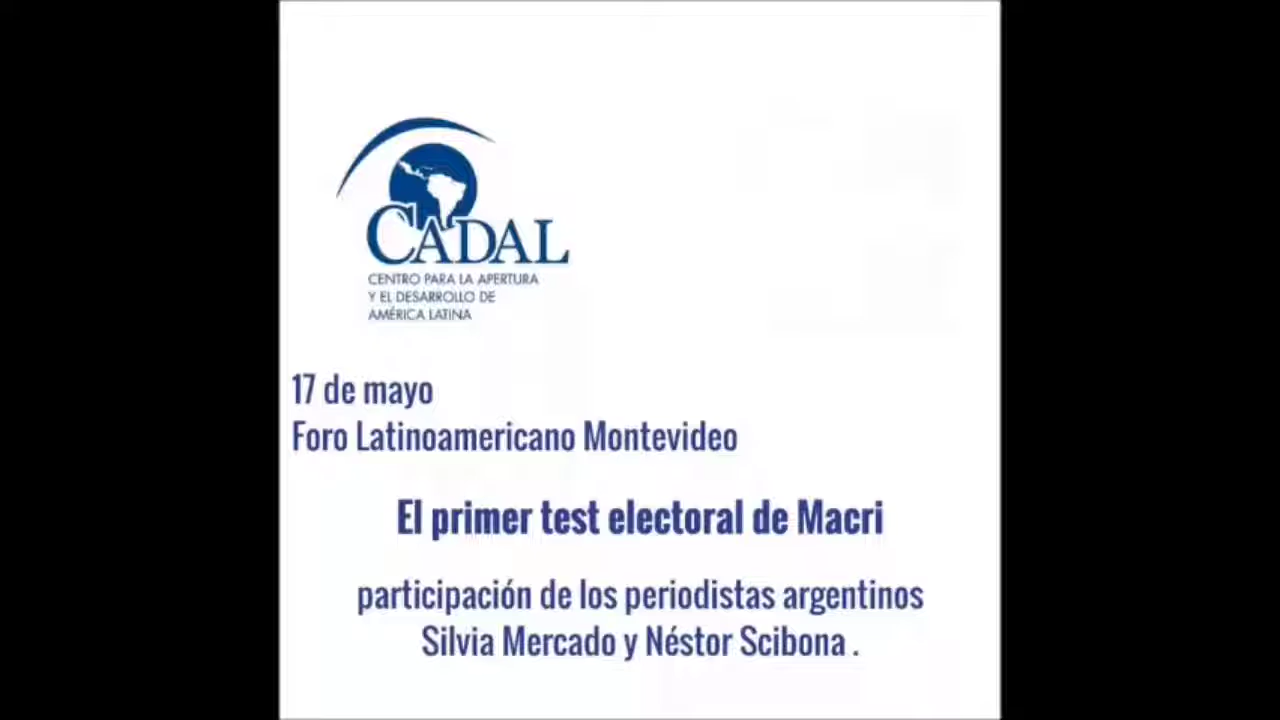 CADAL
CENTRO PARA LA APERTURA
Y EL DESARROLLO DE
AMÉRICA LATINA
17 de mayo
Foro Latinoamericano Montevideo
El primer test electoral de Macri
participación de los periodistas argentinos
Silvia Mercado y Néstor Scibona .